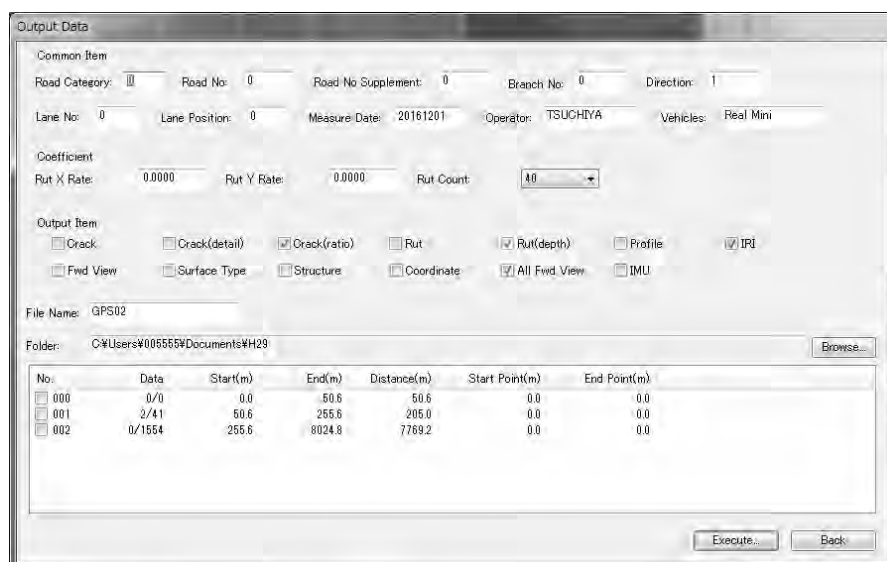 Output Data
Common Item
Road Category: 0 Road No: 0 Road No Supplement: 0 Branch No: 0 Direction: 1
Lane No: 0 Lane Position: 0 Measure Date: 20161201 Operator: TSUCHIYA Vehicles: Real Mini
Coefficient
Rut X Rate: 0.0000 Rut Y Rate: 0.0000 Rut Count: 40
Output Item
Crack Crack(detail) Crack(ratio) Rut Rut(depth) Profile IRI
Fwd View Surface Type Structure Coordinate All Fwd View IMU
File Name: GPS02
Folder: C:¥Users¥005555¥Documents¥H29 Browse...
No. Data Start(m) End(m) Distance(m) Start Point(m) End Point(m)
000 0/0 0.0 50.6 50.6 0.0 0.0
001 2/41 50.6 255.6 205.0 0.0 0.0
002 0/1554 255.6 8024.8 7769.2 0.0 0.0
Execute... Back